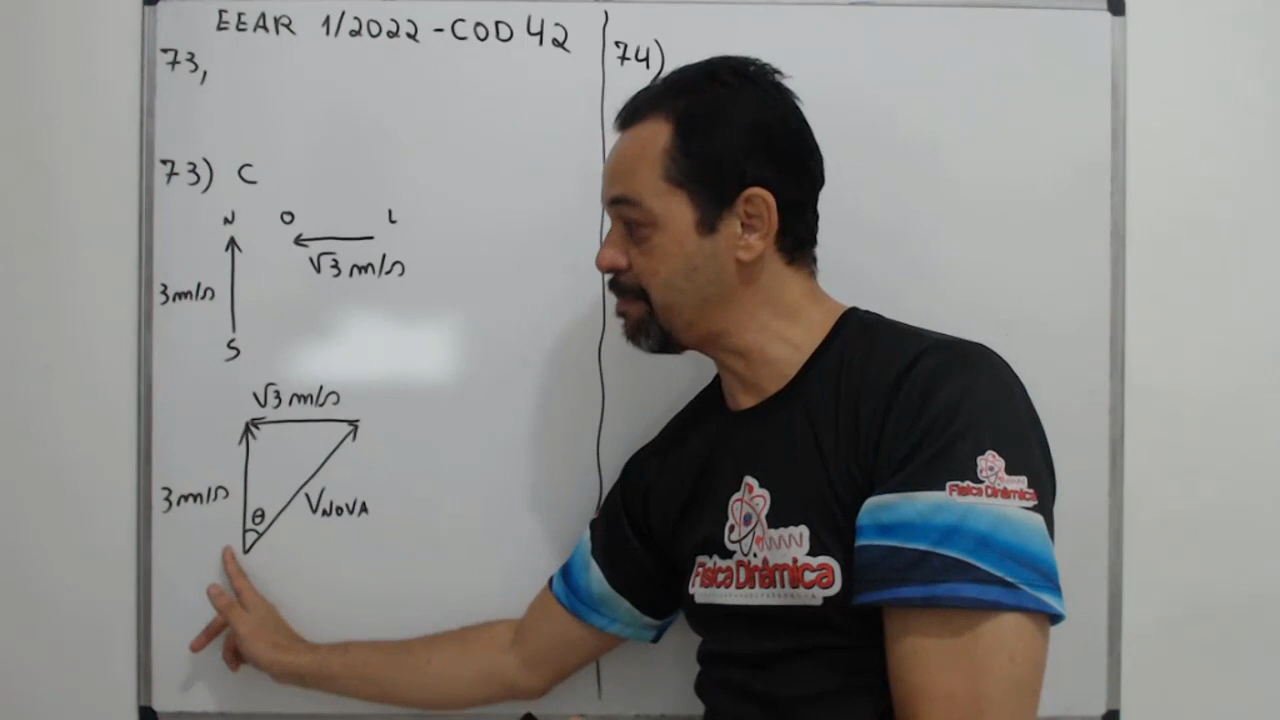 EEAR 1/2022 - COD 42
73,
73) C
N O L
√3 m/s
3 m/s
S
√3 m/s
3 m/s
θ
VNOVA
74)
Física Dinâmica
Física Dinâmica